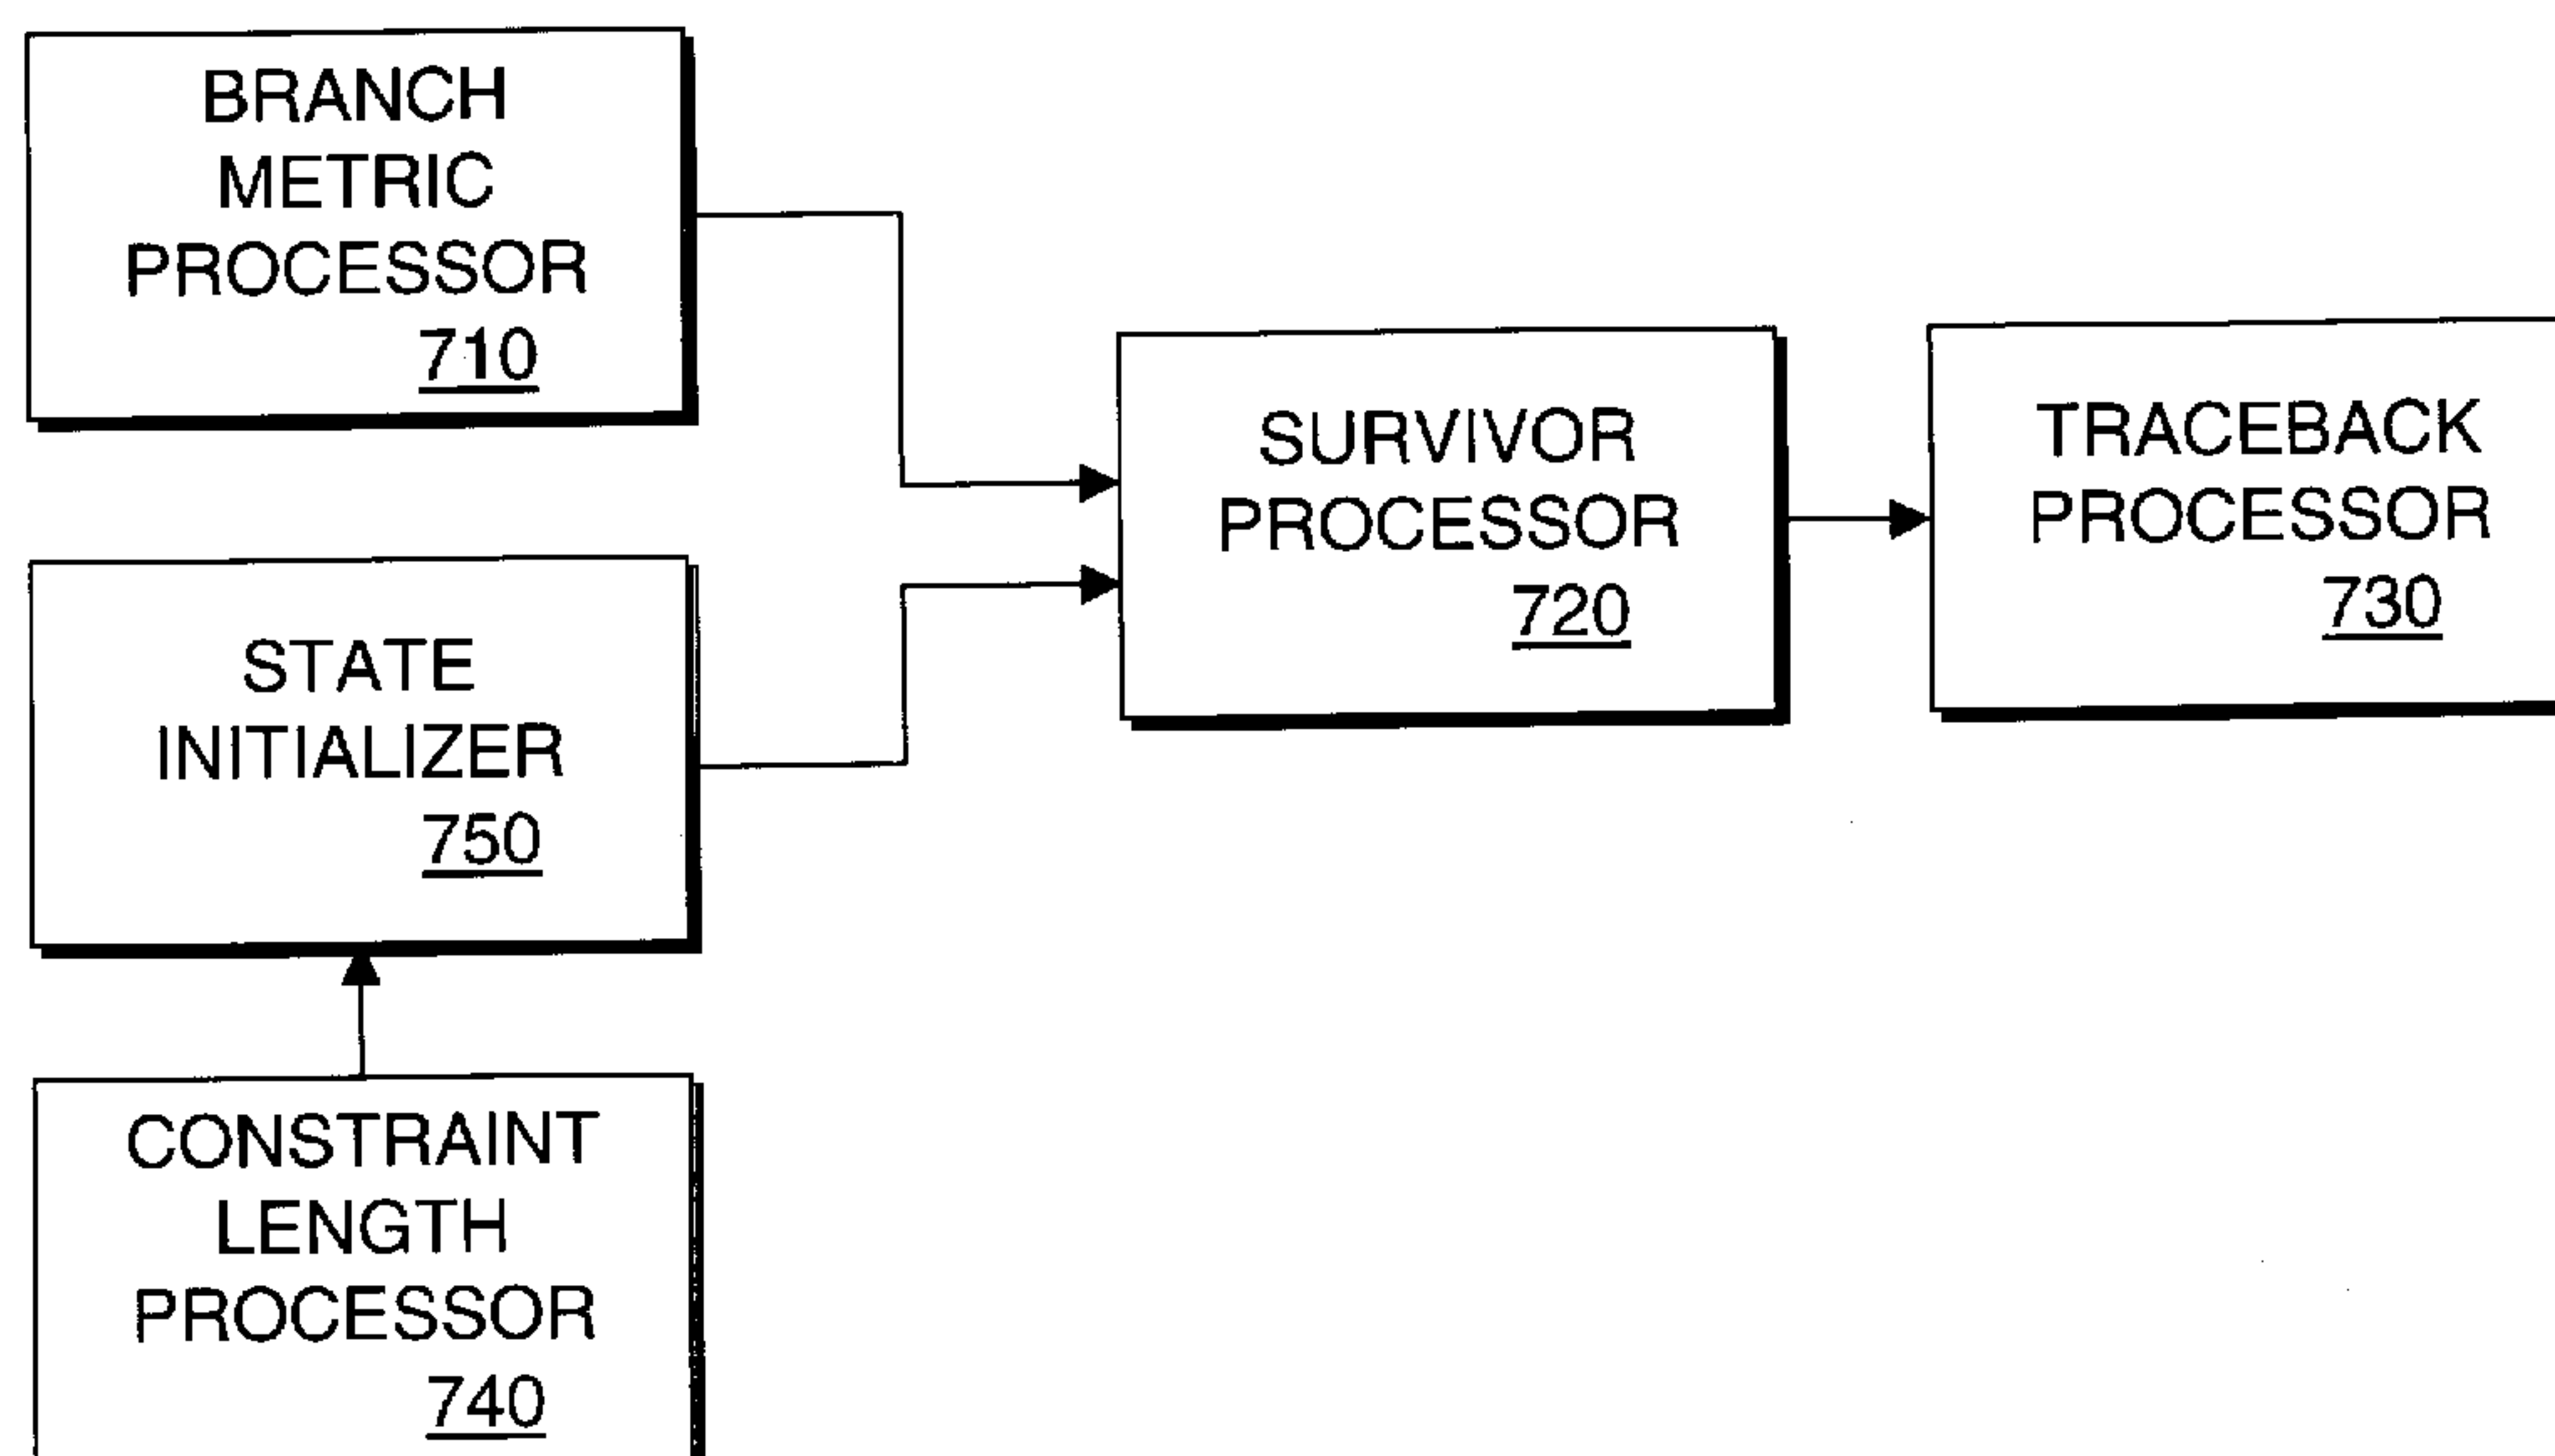 BRANCH
METRIC
PROCESSOR
710
SURVIVOR
PROCESSOR
720
TRACEBACK
PROCESSOR
730
STATE
INITIALIZER
750
CONSTRAINT
LENGTH
PROCESSOR
740